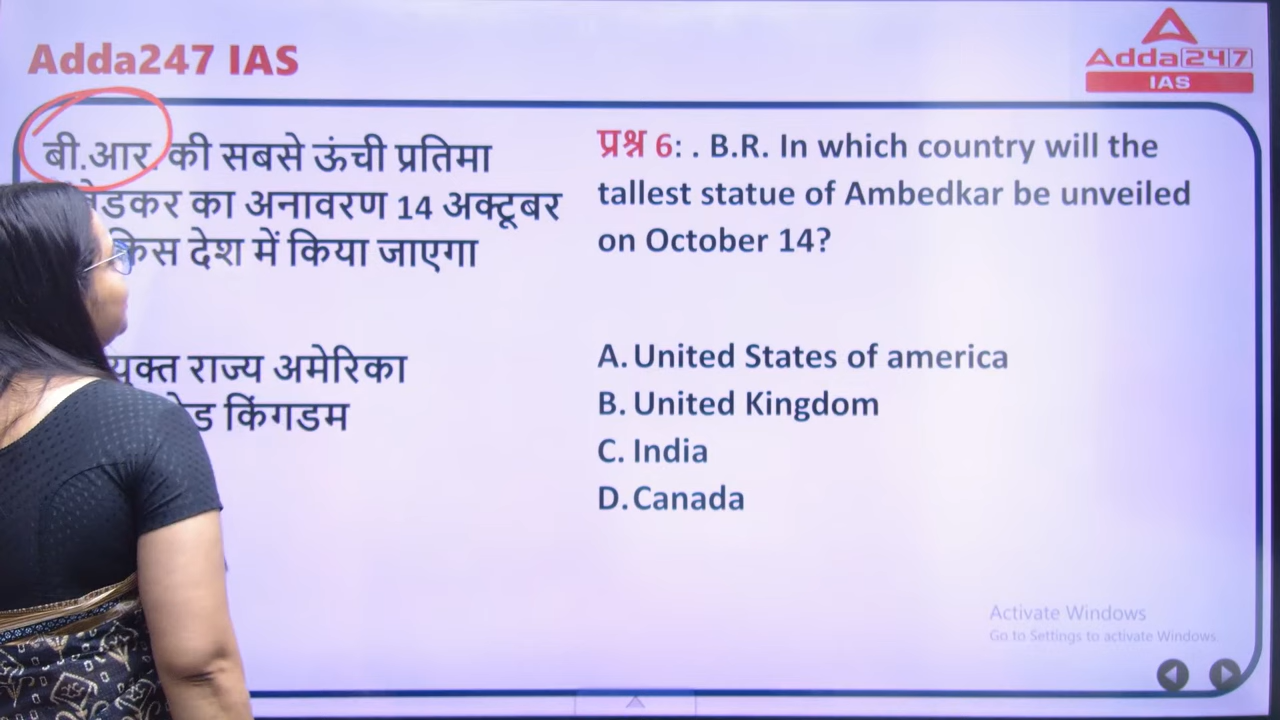 Adda247 IAS
Adda247
IAS
बी.आर. की सबसे ऊंची प्रतिमा
का अनावरण 14 अक्टूबर
किस देश में किया जाएगा
राज्य अमेरिका
किंगडम
प्रश्न 6: . B.R. In which country will the
tallest statue of Ambedkar be unveiled
on October 14?
A. United States of america
B. United Kingdom
C. India
D. Canada
Activate Windows
Go to Settings to activate Windows.